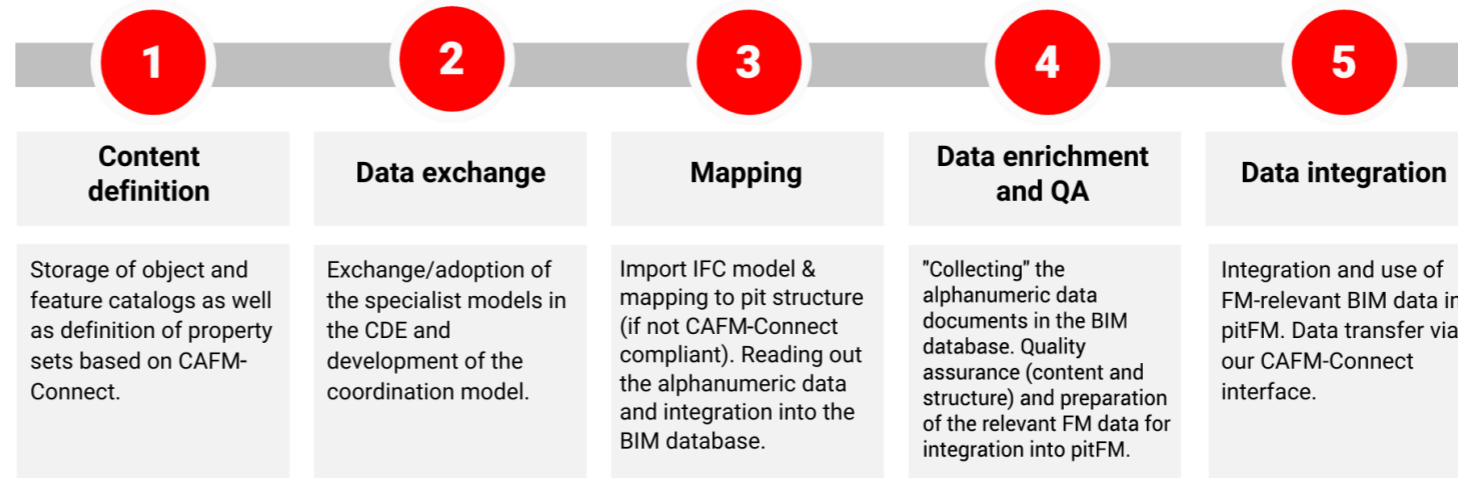 1
2
3
4
5
Content
definition
Data exchange
Mapping
Data enrichment
and QA
Data integration
Storage of object and
feature catalogs as well
as definition of property
sets based on CAFM-
Connect.
Exchange/adoption of
the specialist models in
the CDE and
development of the
coordination model.
Import IFC model &
mapping to pit structure
(if not CAFM-Connect
compliant). Reading out
the alphanumeric data
and integration into the
BIM database.
"Collecting" the
alphanumeric data
documents in the BIM
database. Quality
assurance (content and
structure) and preparation
of the relevant FM data for
integration into pitFM.
Integration and use of
FM-relevant BIM data in
pitFM. Data transfer via
our CAFM-Connect
interface.